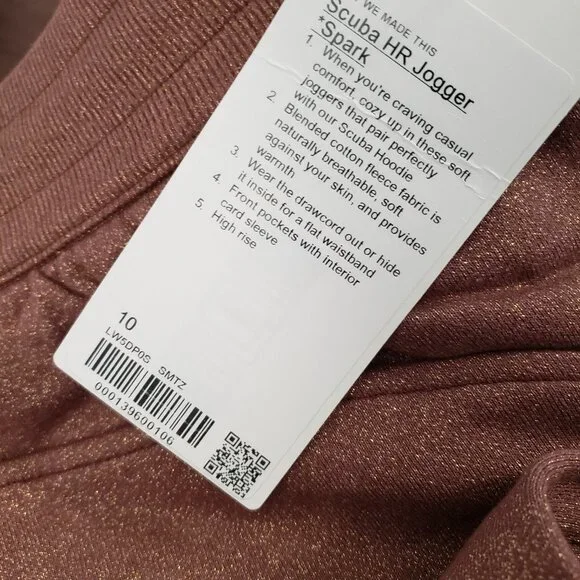 WE MADE THIS
Scuba HR Jogger
*Spark
1. When you're craving casual
comfort, cozy up in these soft
joggers that pair perfectly
with our Scuba Hoodie
2. Blended cotton fleece fabric is
naturally breathable, soft
against your skin, and provides
warmth
3. Wear the drawcord out or hide
it inside for a flat waistband
4. Front pockets with interior
card sleeve
5. High rise
10
LW5DP0S SMTZ
000139600106